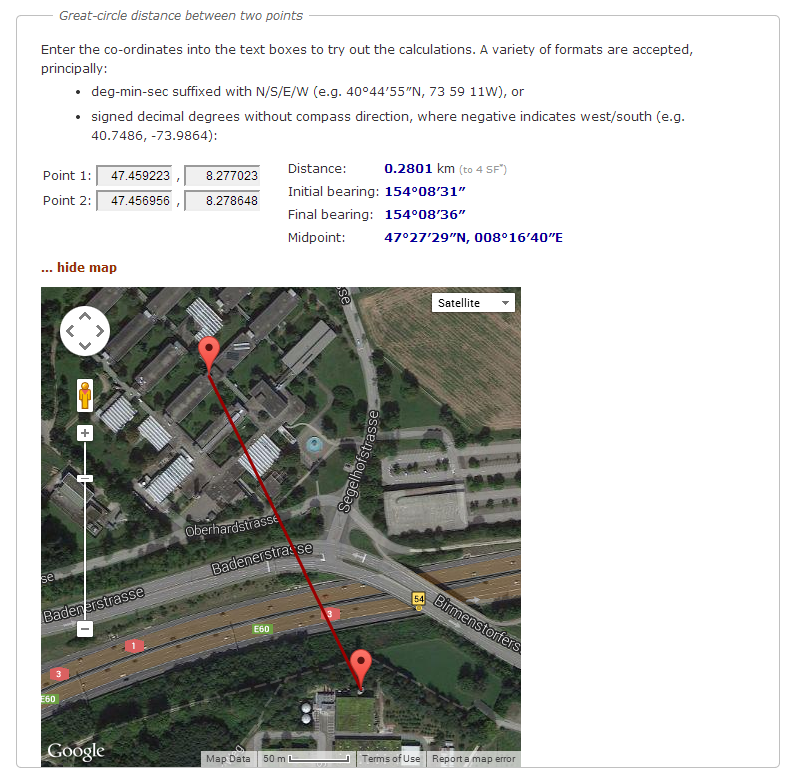 Great-circle distance between two points
Enter the co-ordinates into the text boxes to try out the calculations. A variety of formats are accepted,
principally:
• deg-min-sec suffixed with N/S/E/W (e.g. 40°44′55″N, 73 59 11W), or
• signed decimal degrees without compass direction, where negative indicates west/south (e.g.
40.7486, -73.9864):
Point 1: 47.459223 , 8.277023
Point 2: 47.456956 , 8.278648
Distance: 0.2801 km (to 4 SF*)
Initial bearing: 154°08′31″
Final bearing: 154°08′36″
Midpoint: 47°27′29″N, 008°16′40″E
... hide map
se
Satellite
Segelhofstrasse
Oberhardstrasse
Badenerstrasse
se
Badenerstrasse
54
Birmenstorfers
3
E60
1
3
E60
Google
Map Data
50 m
Terms of Use
Report a map error